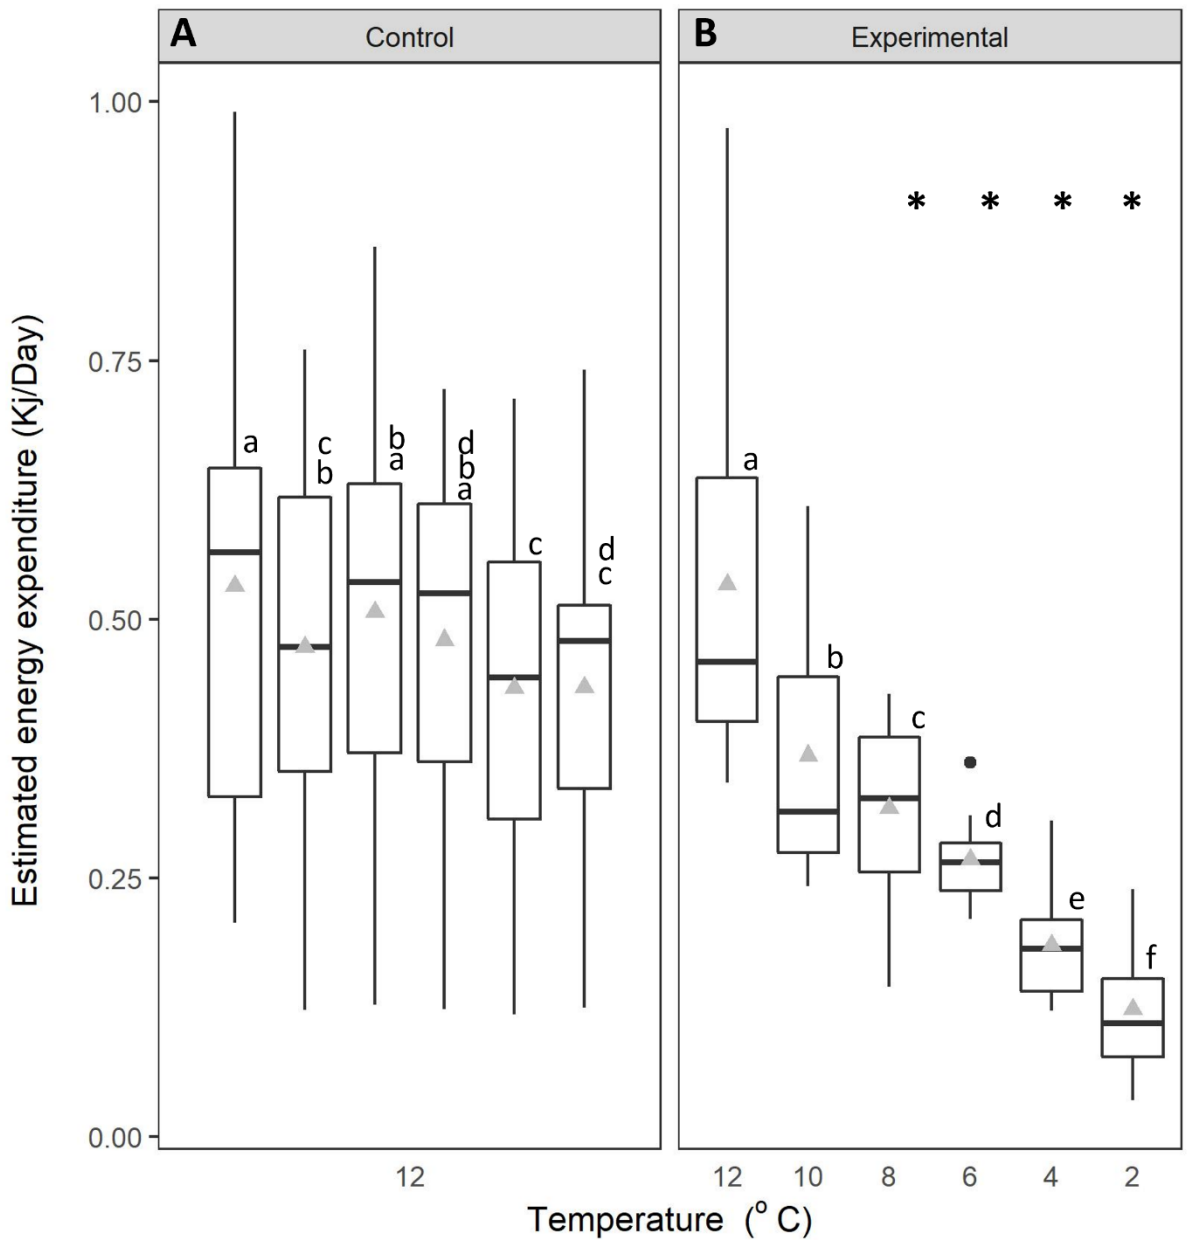 A Control
B Experimental
Estimated energy expenditure (Kj/Day)
1.00
0.75
0.50
0.25
0.00
a
c
b
b
a
d
b
a
c
d
c
* * * *
a
b
c
d
e
f
12
12 10 8 6 4 2
Temperature (° C)